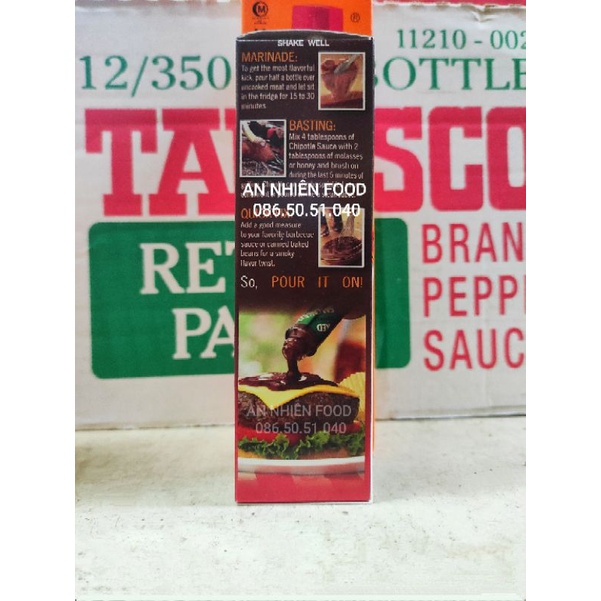 M
®
SHAKE WELL
11210 - 002
12/350
BOTTLE
MARINADE:
To get the most flavorful
kick, pour half a bottle over
uncooked meat and let sit
in the fridge for 15 to 30
minutes.
TA
SCO
BASTING:
Mix 4 tablespoons of
Chipotle Sauce with 2
tablespoons of molasses
or honey and brush on
during the last 5 minutes of
AN NHIÊN FOOD
086.50.51.040
Add a good measure
to your favorite barbecue
sauce or canned baked
beans for a smoky
flavor twist.
So, POUR IT ON!
RET
PA
BRAN
PEPP
SAUC
AN NHIÊN FOOD
086.50.51.040